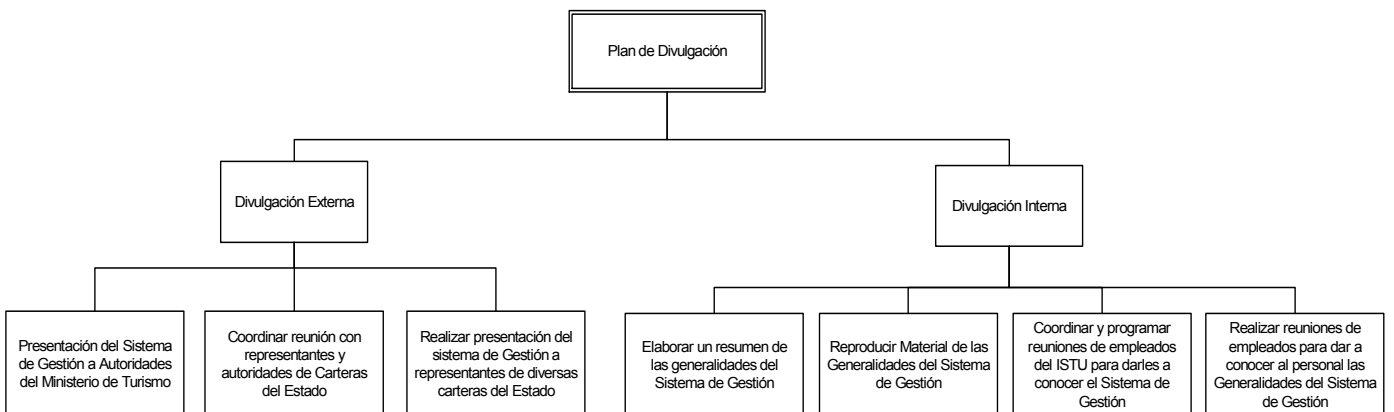 Plan de Divulgación
Divulgación Externa
Divulgación Interna
Presentación del Sistema
de Gestión a Autoridades
del Ministerio de Turismo
Coordinar reunión con
representantes y
autoridades de Carteras
del Estado
Realizar presentación del
sistema de Gestión a
representantes de diversas
carteras del Estado
Elaborar un resumen de
las generalidades del
Sistema de Gestión
Reproducir Material de las
Generalidades del Sistema
de Gestión
Coordinar y programar
reuniones de empleados
del ISTU para darles a
conocer el Sistema de
Gestión
Realizar reuniones de
empleados para dar a
conocer al personal las
Generalidades del Sistema
de Gestión